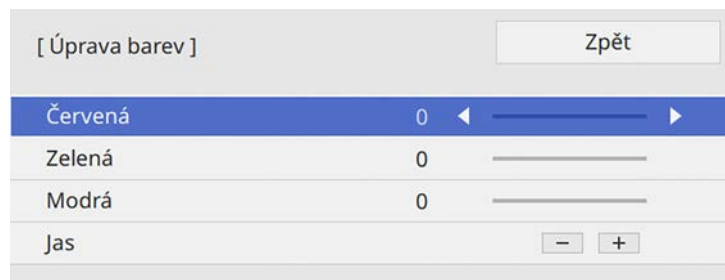 [ Úprava barev ]
Zpět
Červená 0
Zelená 0
Modrá 0
Jas − +